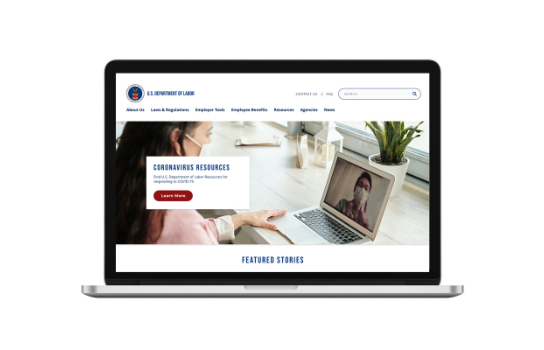 U.S. DEPARTMENT OF LABOR
CONTACT US
FAQ
SEARCH
About Us Laws & Regulations Employer Tools Employee Benefits Resources Agencies News
CORONAVIRUS RESOURCES
Find U.S. Department of Labor Resources for
responding to COVID-19.
Learn More
FEATURED STORIES